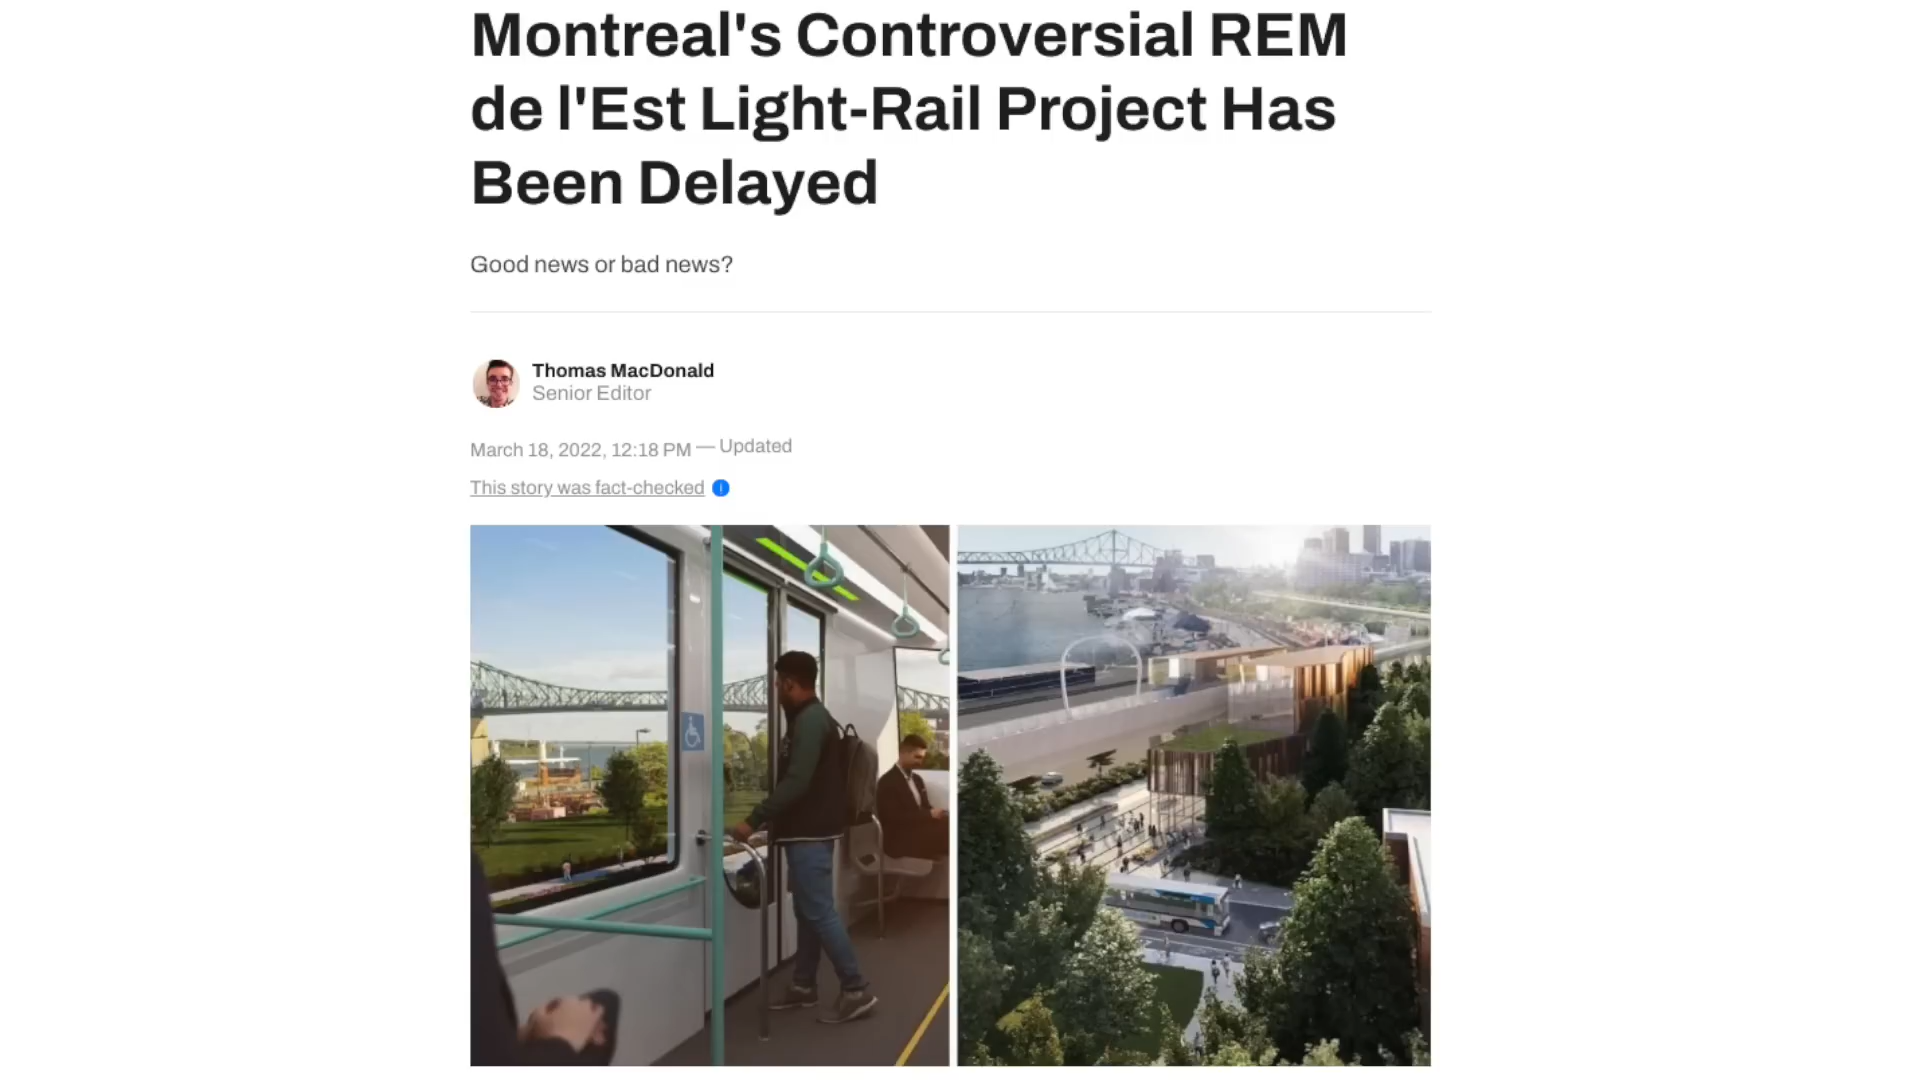 Montreal's Controversial REM
de l'Est Light-Rail Project Has
Been Delayed
Good news or bad news?
Thomas MacDonald
Senior Editor
March 18, 2022, 12:18 PM — Updated
This story was fact-checked